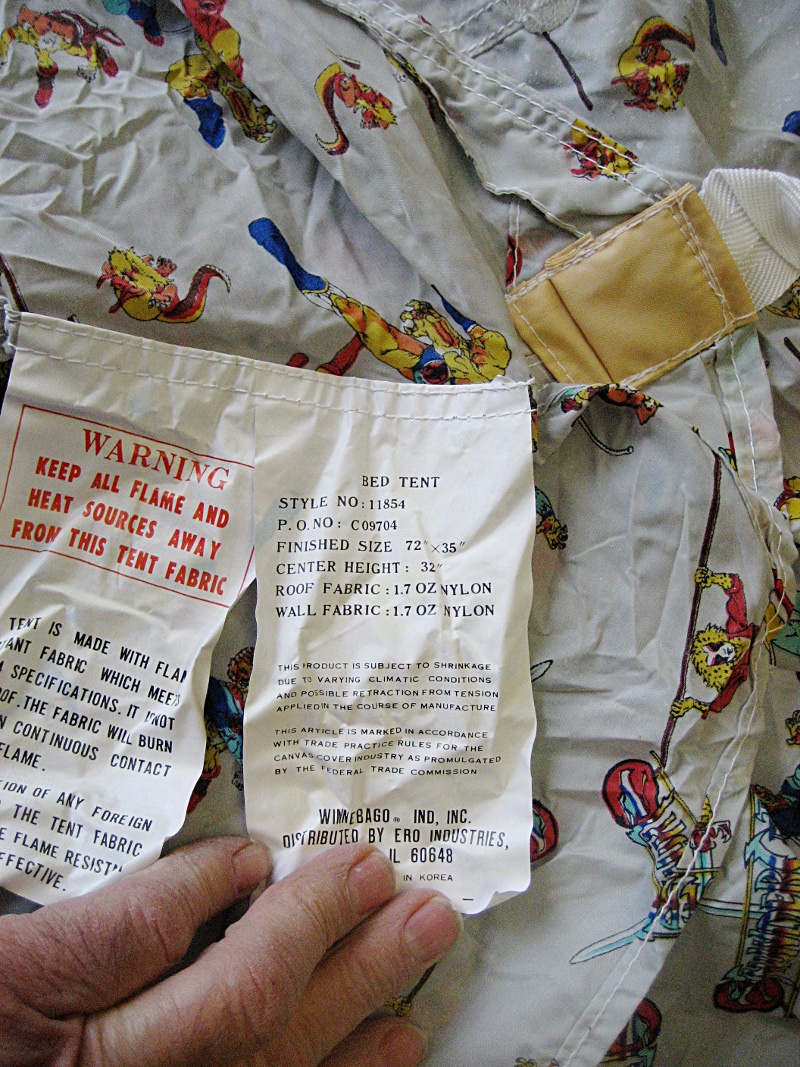 WARNING
KEEP ALL FLAME AND
HEAT SOURCES AWAY
FROM THIS TENT FABRIC
TENT IS MADE WITH
FABRIC WHICH MEETS
SPECIFICATIONS. IT
THE FABRIC WILL BURN
CONTINUOUS CONTACT
FLAME.
OF ANY FOREIGN
THE TENT FABRIC
FLAME
BED TENT
STYLE NO: 11854
P. O. NO: C09704
FINISHED SIZE 72"×35"
CENTER HEIGHT: 32"
ROOF FABRIC : 1.7 OZ NYLON
WALL FABRIC : 1.7 OZ NYLON
THIS PRODUCT IS SUBJECT TO SHRINKAGE
DUE TO VARYING CLIMATIC CONDITIONS
AND POSSIBLE RETRACTION FROM TENSION
APPLIED IN THE COURSE OF MANUFACTURE
THIS ARTICLE IS MARKED IN ACCORDANCE
WITH TRADE PRACTICE RULES FOR THE
CANVAS COVER INDUSTRY AS PROMULGATED
BY THE FEDERAL TRADE COMMISSION
WINNEBAGO® IND, INC.
DISTRIBUTED BY ERO INDUSTRIES,
IL 60648
IN KOREA